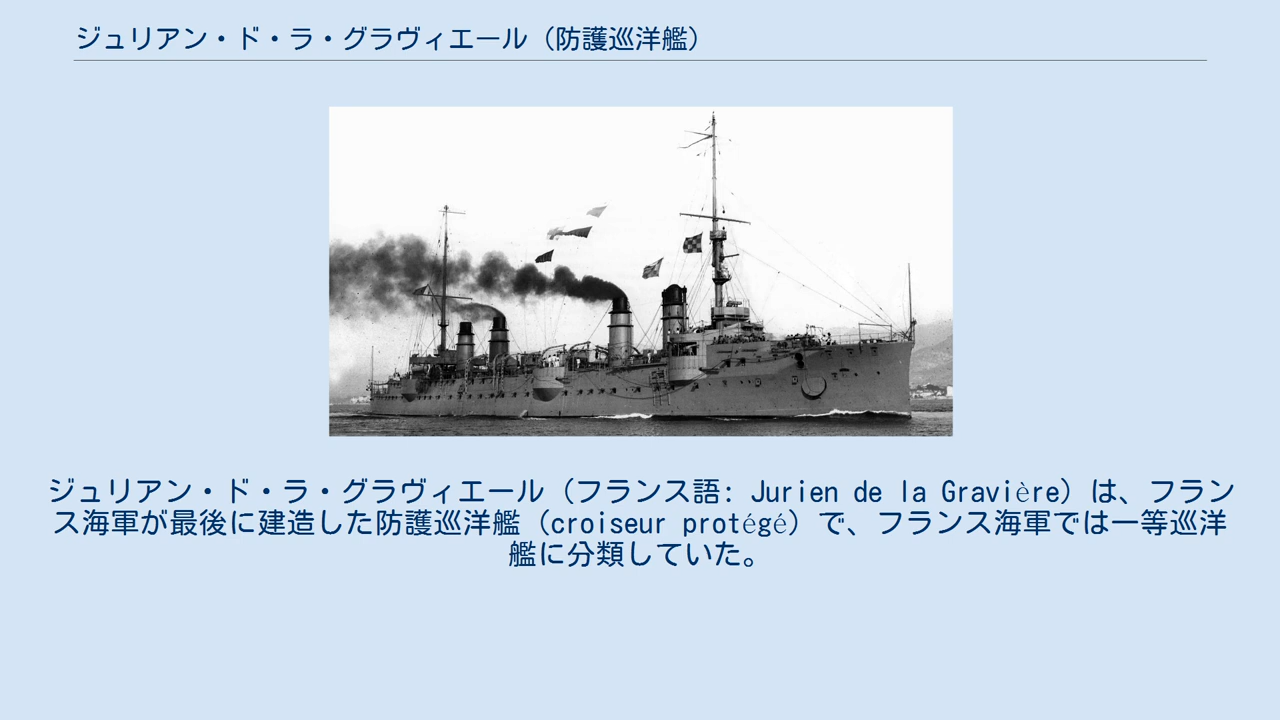 ジュリアン・ド・ラ・グラヴィエール（防護巡洋艦）
ジュリアン・ド・ラ・グラヴィエール（フランス語: Jurien de la Gravière）は、フラン
ス海軍が最後に建造した防護巡洋艦（croiseur protégé）で、フランス海軍では一等巡洋
艦に分類していた。